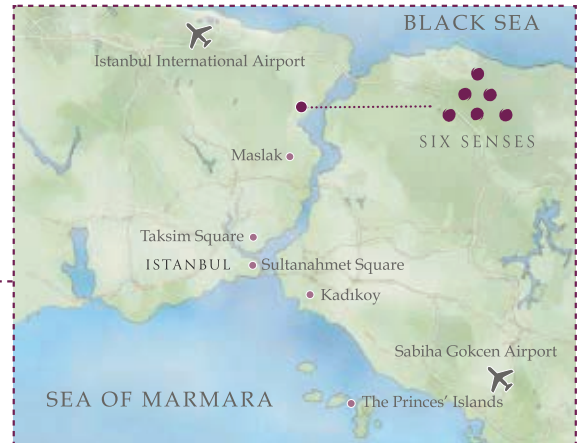 BLACK SEA
Istanbul International Airport
SIX SENSES
Maslak
Taksim Square
ISTANBUL
Sultanahmet Square
Kadıkoy
Sabiha Gokcen Airport
SEA OF MARMARA
The Princes' Islands